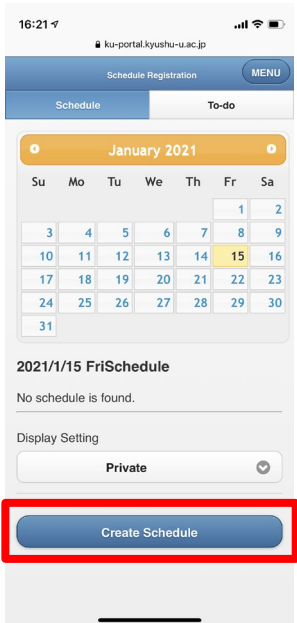 16:21
ku-portal.kyushu-u.ac.jp
Schedule Registration
MENU
Schedule To-do
January 2021
Su Mo Tu We Th Fr Sa
1 2
3 4 5 6 7 8 9
10 11 12 13 14 15 16
17 18 19 20 21 22 23
24 25 26 27 28 29 30
31
2021/1/15 FriSchedule
No schedule is found.
Display Setting
Private
Create Schedule